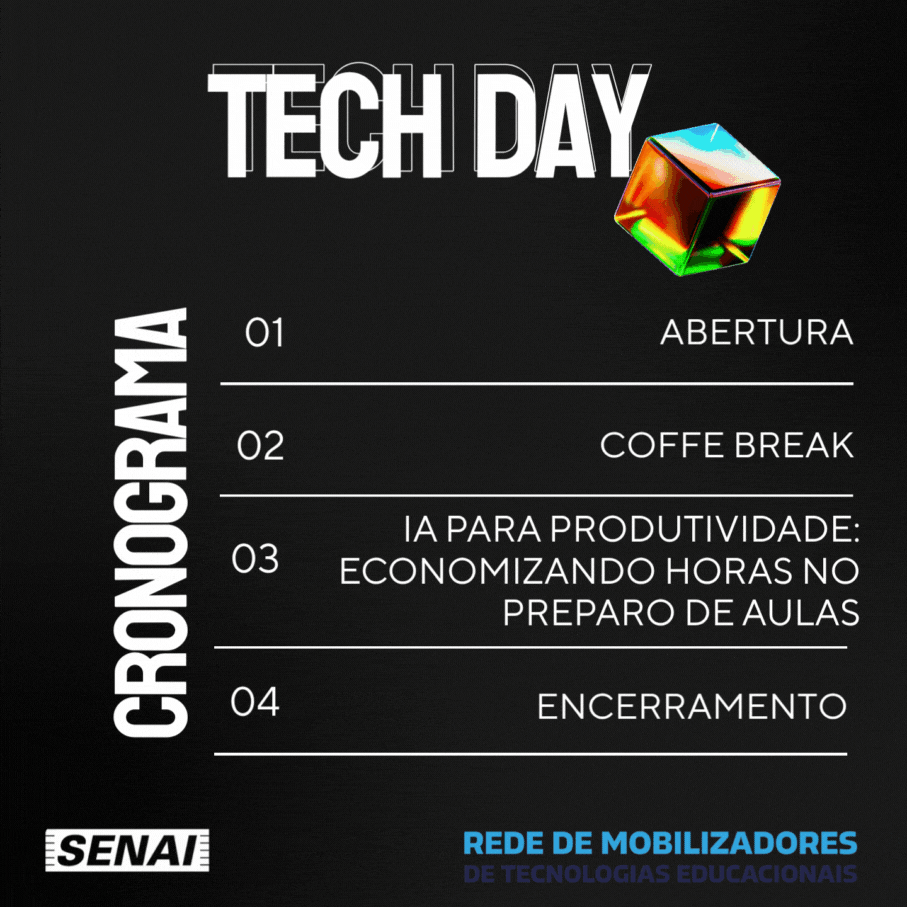 TECH DAY
CRONOGRAMA
01 ABERTURA
02 COFFE BREAK
03 IA PARA PRODUTIVIDADE:
ECONOMIZANDO HORAS NO
PREPARO DE AULAS
04 ENCERRAMENTO
SENAI
REDE DE MOBILIZADORES
DE TECNOLOGIAS EDUCACIONAIS